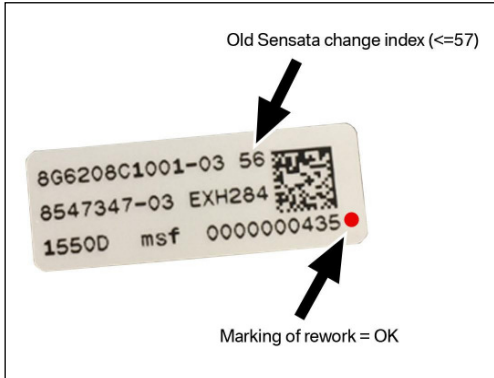 Old Sensata change index (<=57)
8G6208C1001-03 56
8547347-03 EXH284
1550D msf 0000000435
Marking of rework = OK